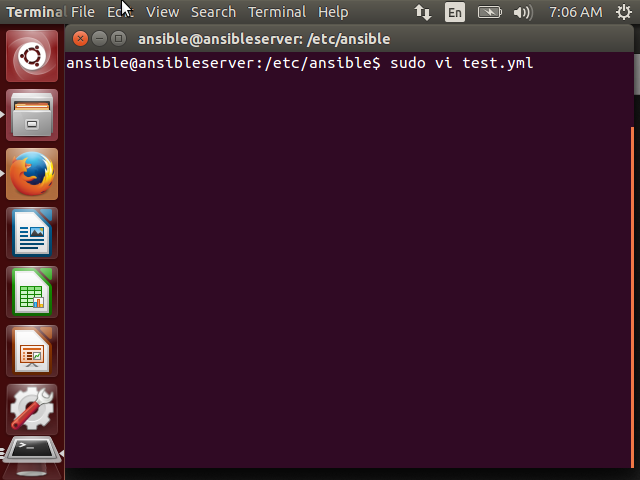 Terminal File Edit View Search Terminal Help En 7:06 AM
ansible@ansibleserver: /etc/ansible
ansible@ansibleserver:/etc/ansible$ sudo vi test.yml
>_